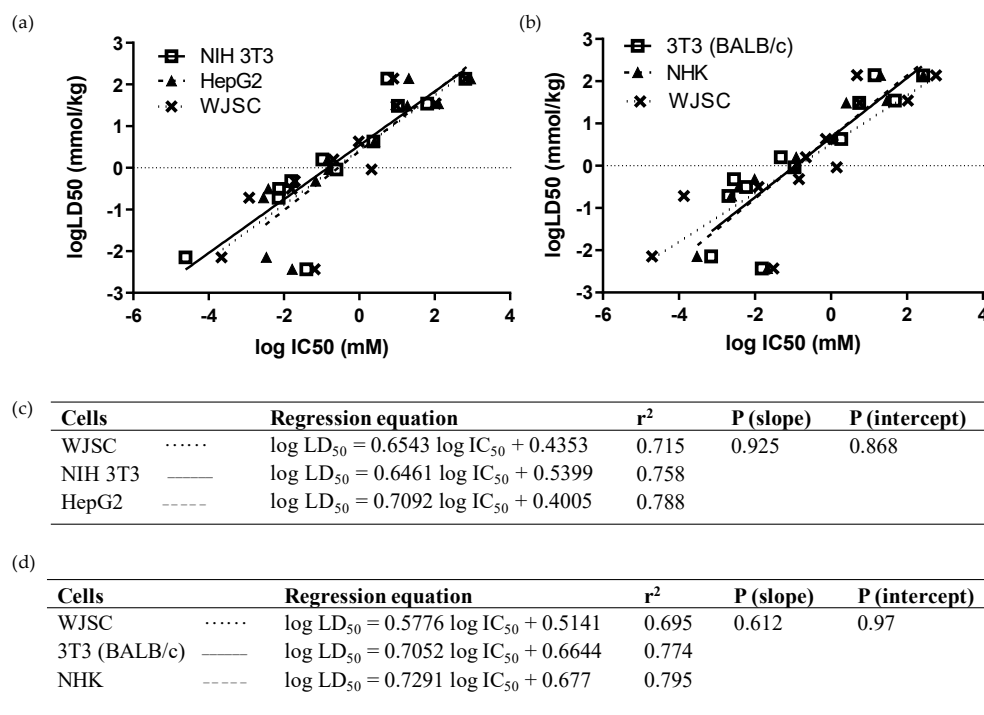 (a)
NIH 3T3
HepG2
WJSC
3
2
1
0
-1
-2
-3
logLD50 (mmol/kg)
-6 -4 -2 0 2 4
log IC50 (mM)
(b)
3T3 (BALB/c)
NHK
WJSC
3
2
1
0
-1
-2
-3
logLD50 (mmol/kg)
-6 -4 -2 0 2 4
log IC50 (mM)
(c)
Cells Regression equation r² P (slope) P (intercept)
WJSC ...... log LD₅₀ = 0.6543 log IC₅₀ + 0.4353 0.715 0.925 0.868
NIH 3T3 log LD₅₀ = 0.6461 log IC₅₀ + 0.5399 0.758
HepG2 ----- log LD₅₀ = 0.7092 log IC₅₀ + 0.4005 0.788
(d)
Cells Regression equation r² P (slope) P (intercept)
WJSC ...... log LD₅₀ = 0.5776 log IC₅₀ + 0.5141 0.695 0.612 0.97
3T3 (BALB/c) log LD₅₀ = 0.7052 log IC₅₀ + 0.6644 0.774
NHK ----- log LD₅₀ = 0.7291 log IC₅₀ + 0.677 0.795